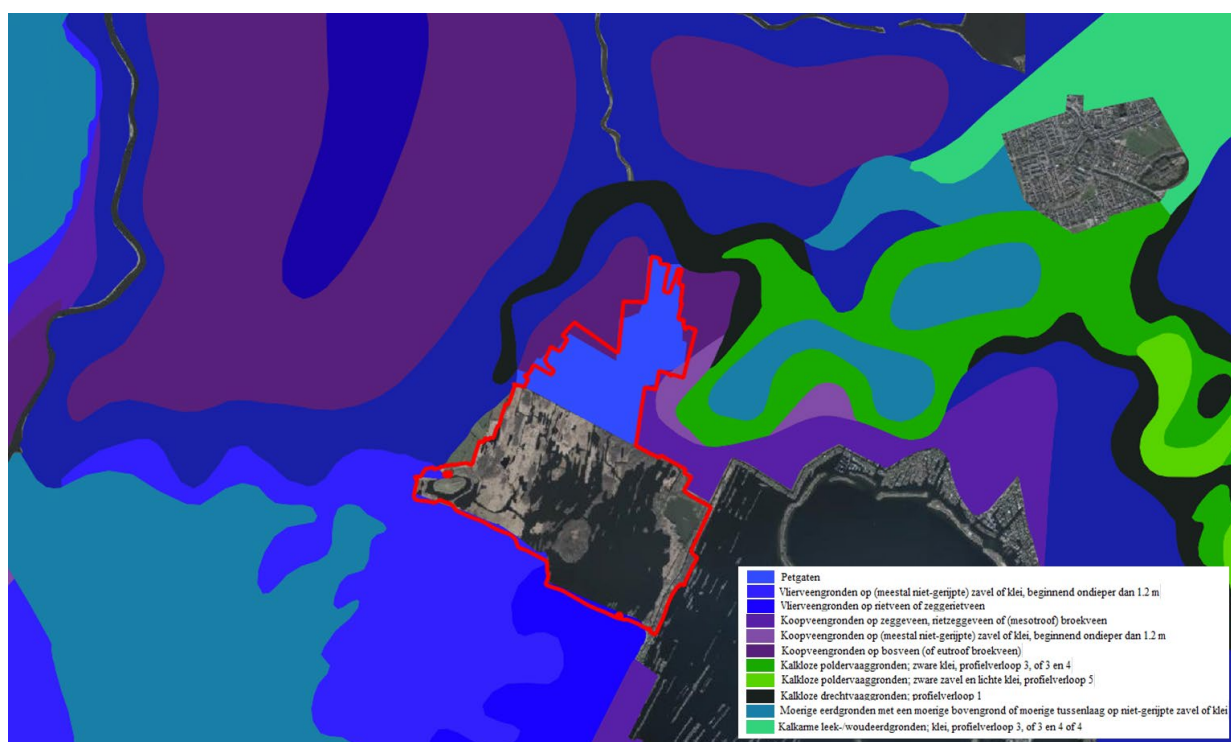 Petgaten
Vlierveengronden op (meestal niet-gerijpte) zavel of klei, beginnend ondieper dan 1.2 m
Vlierveengronden op rietveen of zeggerietveen
Koopveengronden op zeggeveen, rietzeggeveen of (mesotroof) broekveen
Koopveengronden op (meestal niet-gerijpte) zavel of klei, beginnend ondieper dan 1.2 m
Koopveengronden op bosveen (of eutroof broekveen)
Kalkloze poldervaaggronden; zware klei, profielverloop 3, of 3 en 4
Kalkloze poldervaaggronden; zware zavel en lichte klei, profielverloop 5
Kalkloze drechtvaaggronden; profielverloop 1
Moerige eerdgronden met een moerige bovengrond of moerige tussenlaag op niet-gerijpte zavel of klei
Kalkarme leek-/woudeerdgronden; klei, profielverloop 3, of 3 en 4 of 4